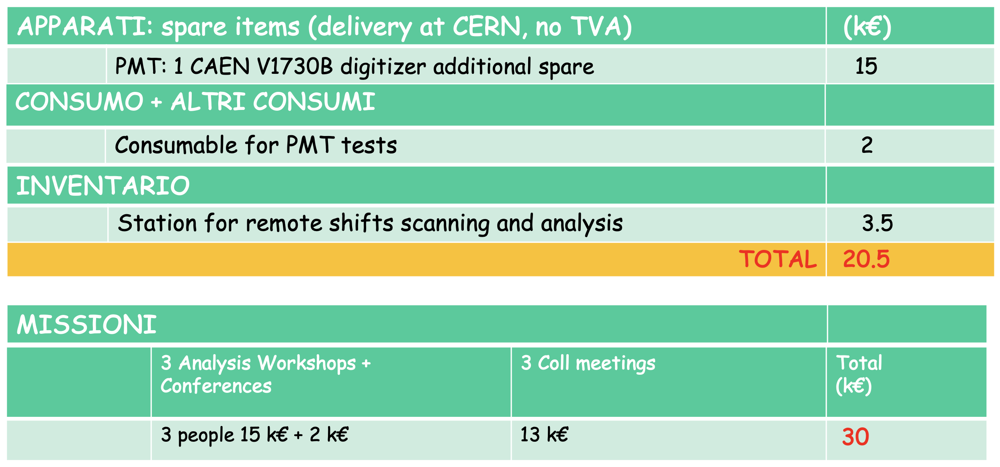 APPARATI: spare items (delivery at CERN, no TVA) (k€)
PMT: 1 CAEN V1730B digitizer additional spare 15
CONSUMO + ALTRI CONSUMI
Consumable for PMT tests 2
INVENTARIO
Station for remote shifts scanning and analysis 3.5
TOTAL 20.5
MISSIONI
3 Analysis Workshops +
Conferences
3 Coll meetings
Total
(k€)
3 people 15 k€ + 2 k€
13 k€
30